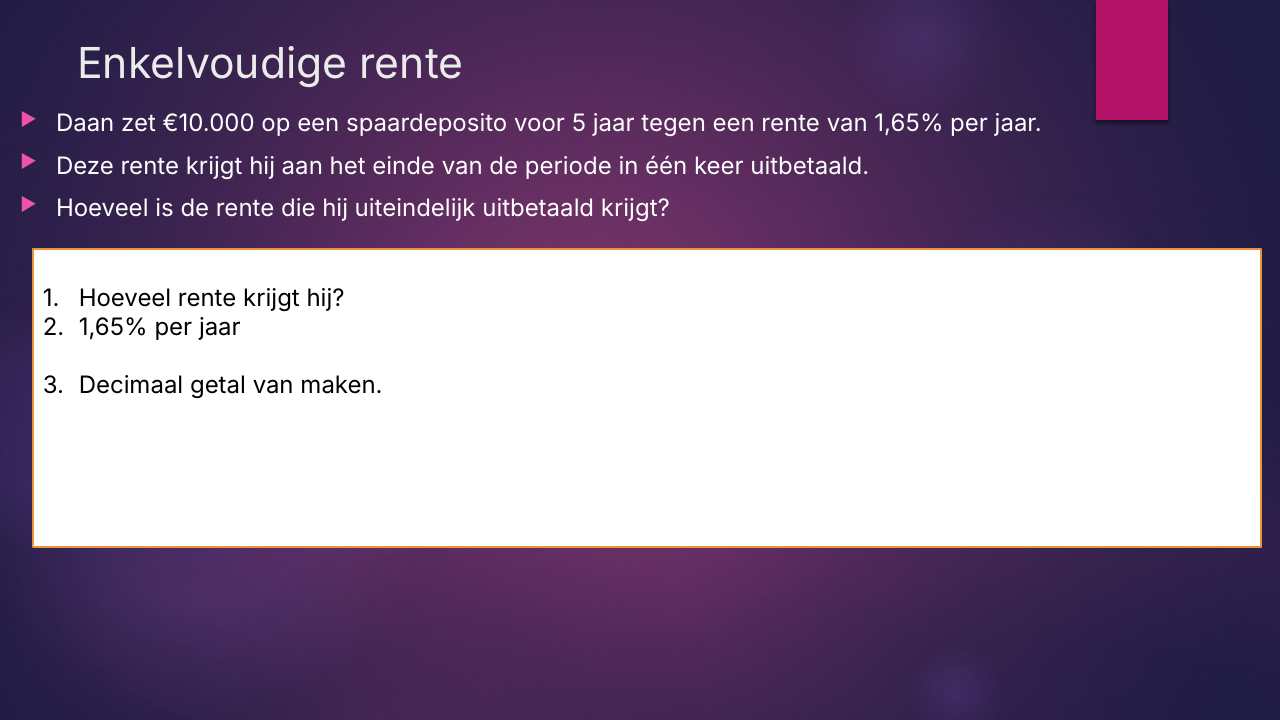 Enkelvoudige rente
Daan zet €10.000 op een spaardeposito voor 5 jaar tegen een rente van 1,65% per jaar.
Deze rente krijgt hij aan het einde van de periode in één keer uitbetaald.
Hoeveel is de rente die hij uiteindelijk uitbetaald krijgt?
1. Hoeveel rente krijgt hij?
2. 1,65% per jaar
3. Decimaal getal van maken.